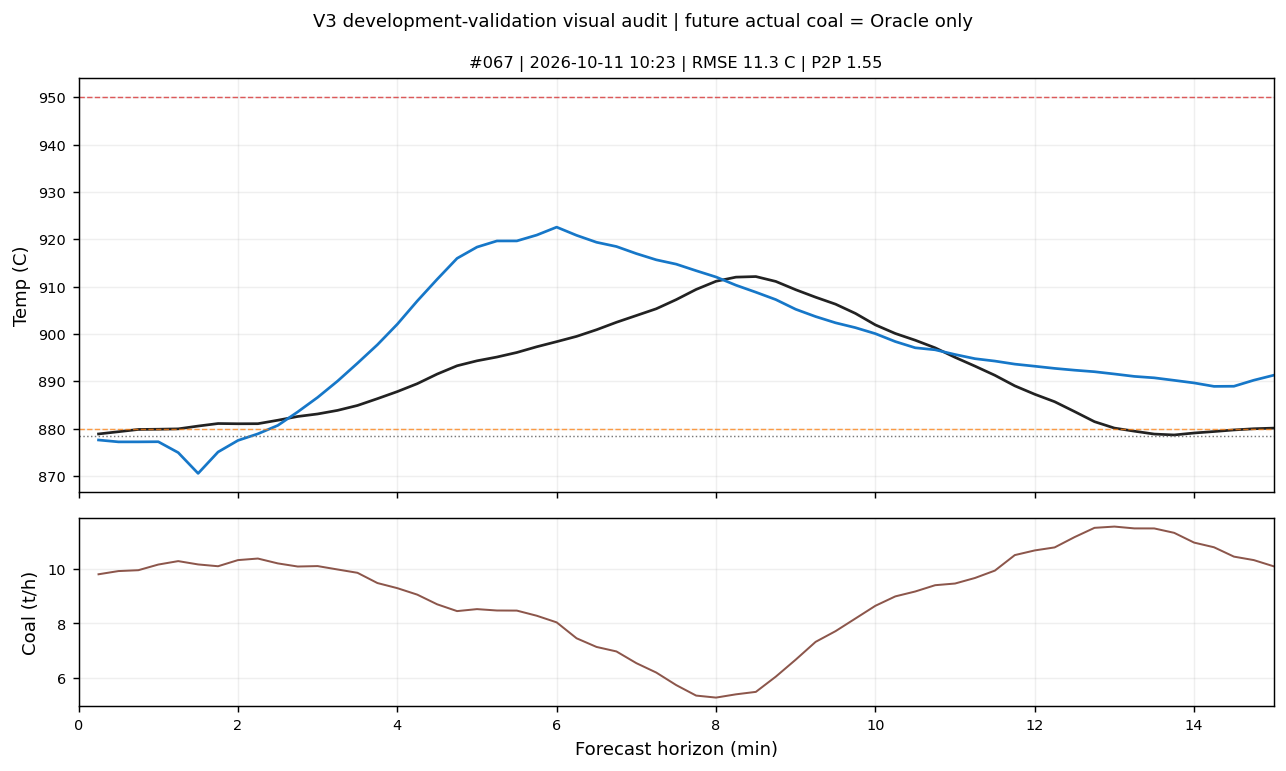 V3 development-validation visual audit | future actual coal = Oracle only
#067 | 2026-10-11 10:23 | RMSE 11.3 C | P2P 1.55
950
940
930
920
910
900
890
880
870
Temp (C)
10
8
6
Coal (t/h)
0 2 4 6 8 10 12 14
Forecast horizon (min)